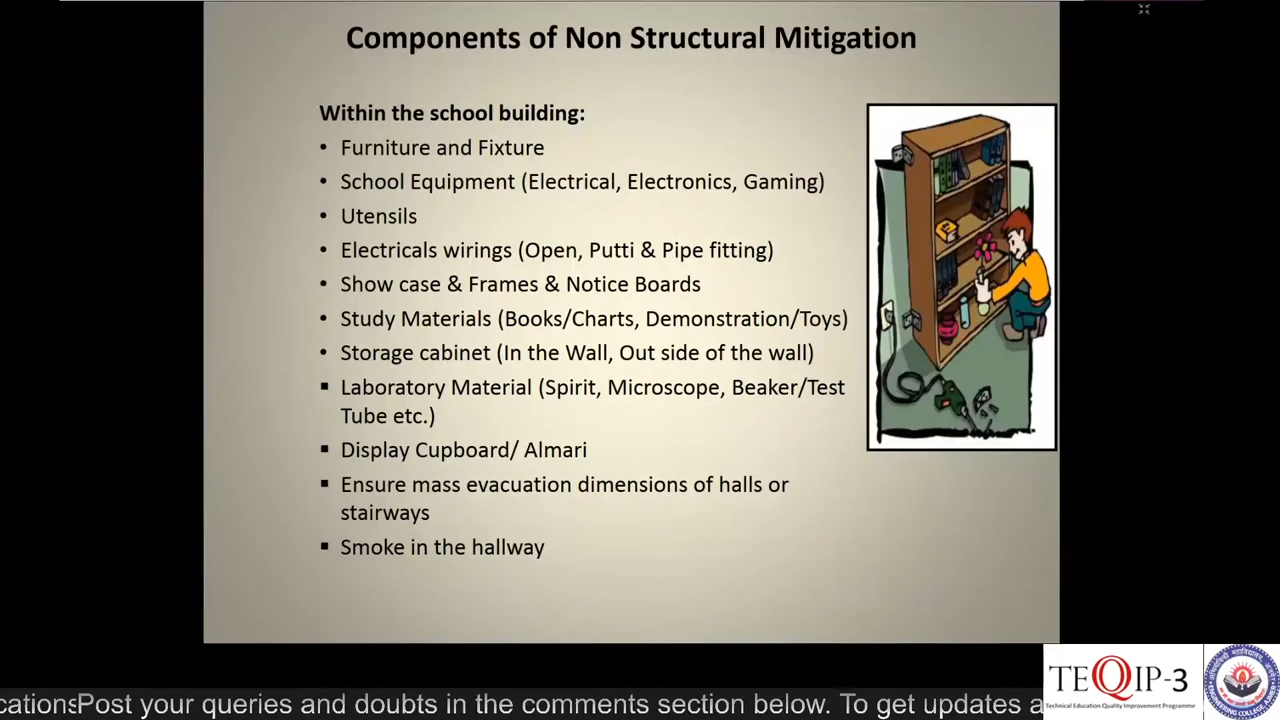 Components of Non Structural Mitigation
Within the school building:
• Furniture and Fixture
• School Equipment (Electrical, Electronics, Gaming)
• Utensils
• Electricals wirings (Open, Putti & Pipe fitting)
• Show case & Frames & Notice Boards
• Study Materials (Books/Charts, Demonstration/Toys)
• Storage cabinet (In the Wall, Out side of the wall)
▪ Laboratory Material (Spirit, Microscope, Beaker/Test
Tube etc.)
▪ Display Cupboard/ Almari
▪ Ensure mass evacuation dimensions of halls or
stairways
▪ Smoke in the hallway
TEQIP-3
Technical Education Quality Improvement Programme
cationsPost your queries and doubts in the comments section below. To get updates a